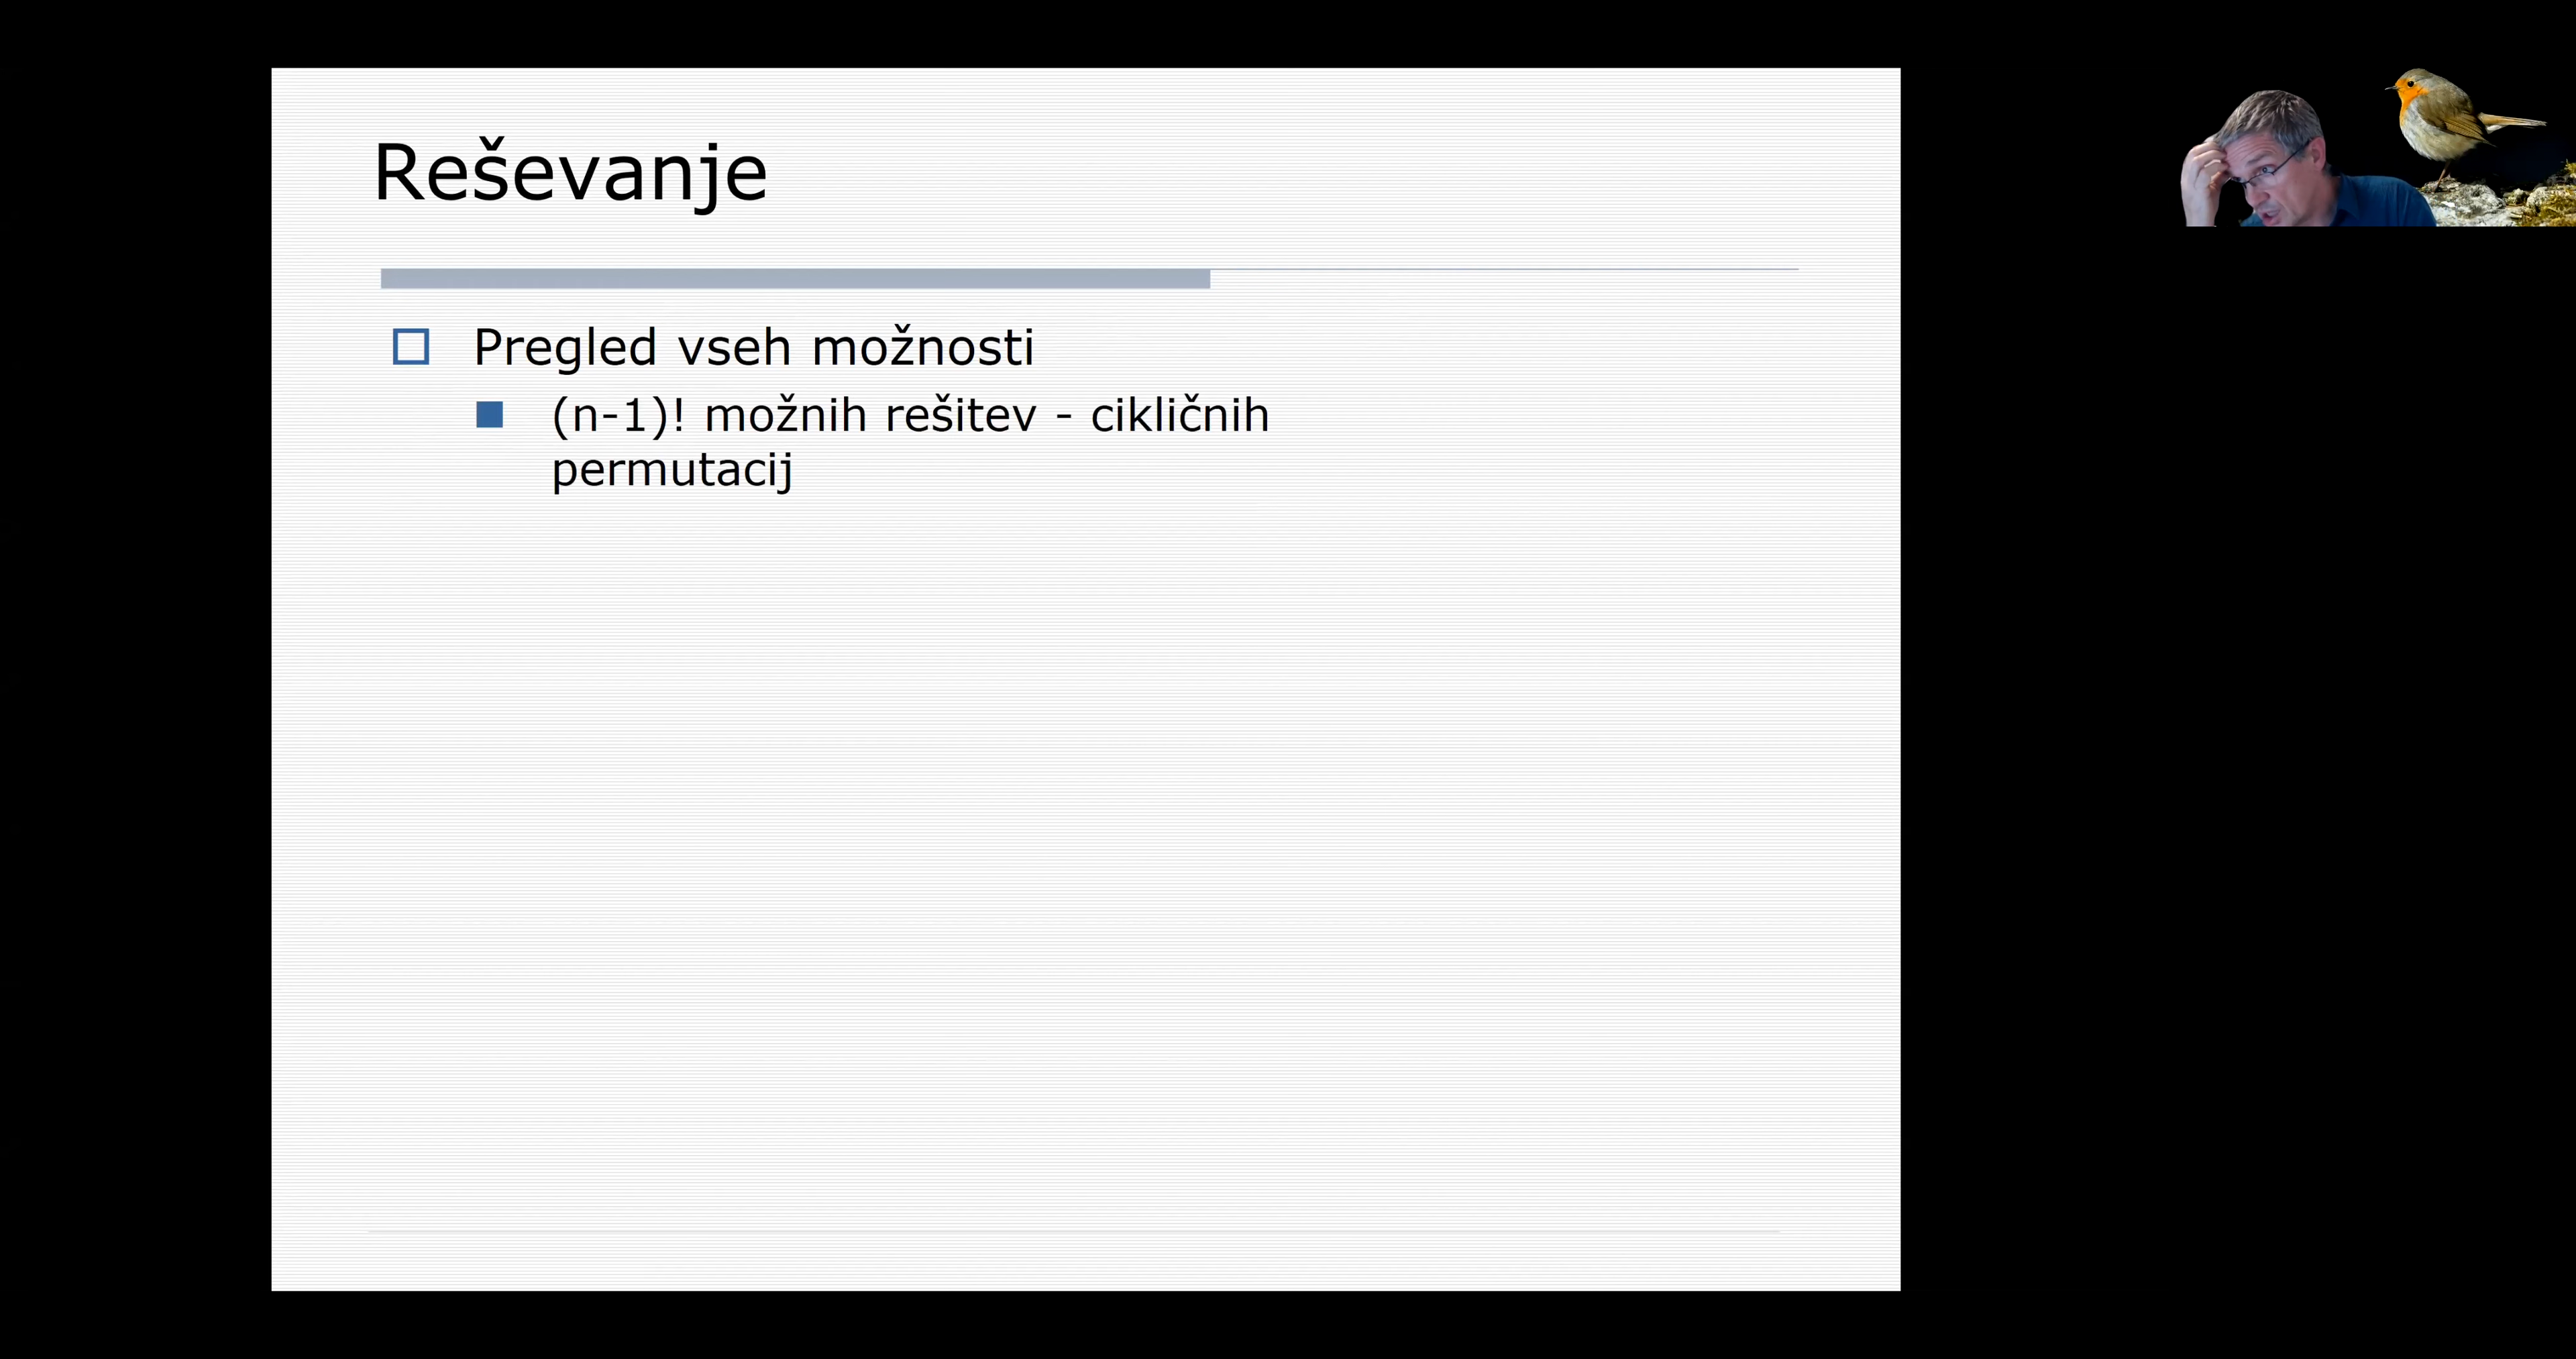 Reševanje
Pregled vseh možnosti
(n-1)! možnih rešitev - cikličnih
permutacij